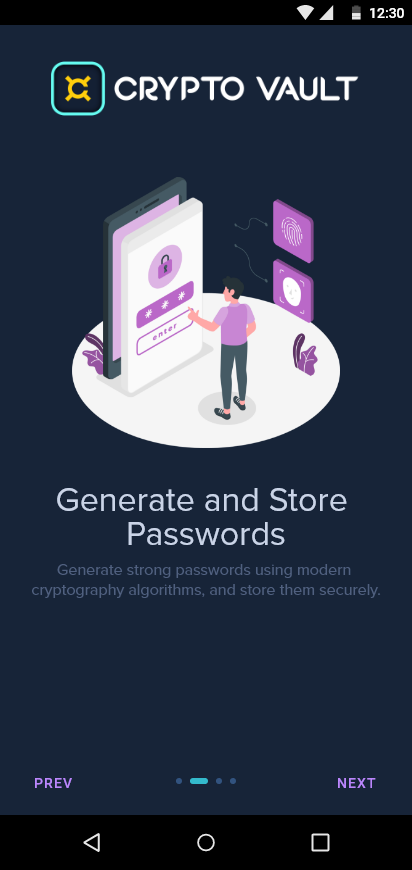 12:30
CRYPTO VAULT
* * *
enter
Generate and Store
Passwords
Generate strong passwords using modern
cryptography algorithms, and store them securely.
PREV
NEXT